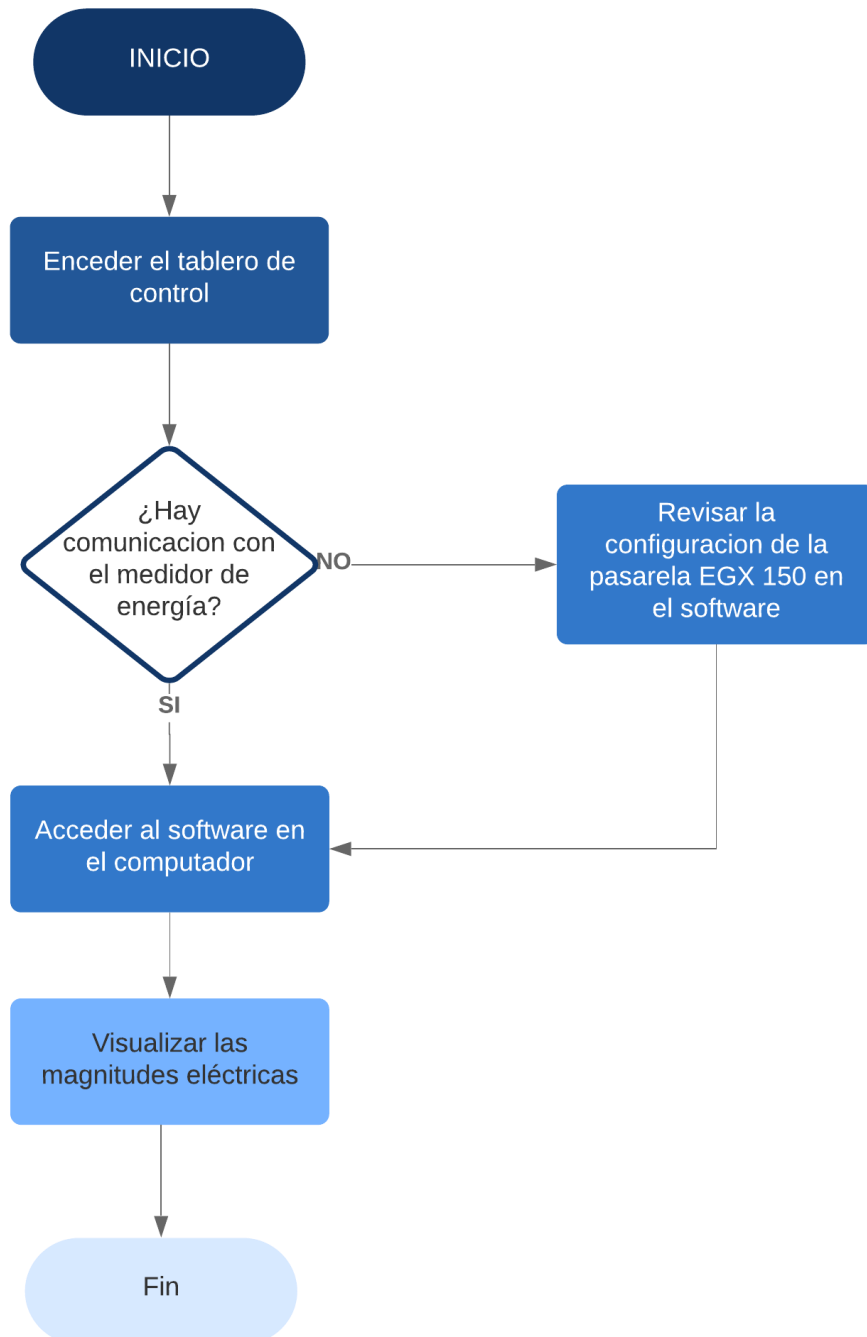 INICIO
Enceder el tablero de
control
¿Hay
comunicacion con
el medidor de
energía?
NO
Revisar la
configuracion de la
pasarela EGX 150 en
el software
SI
Acceder al software en
el computador
Visualizar las
magnitudes eléctricas
Fin